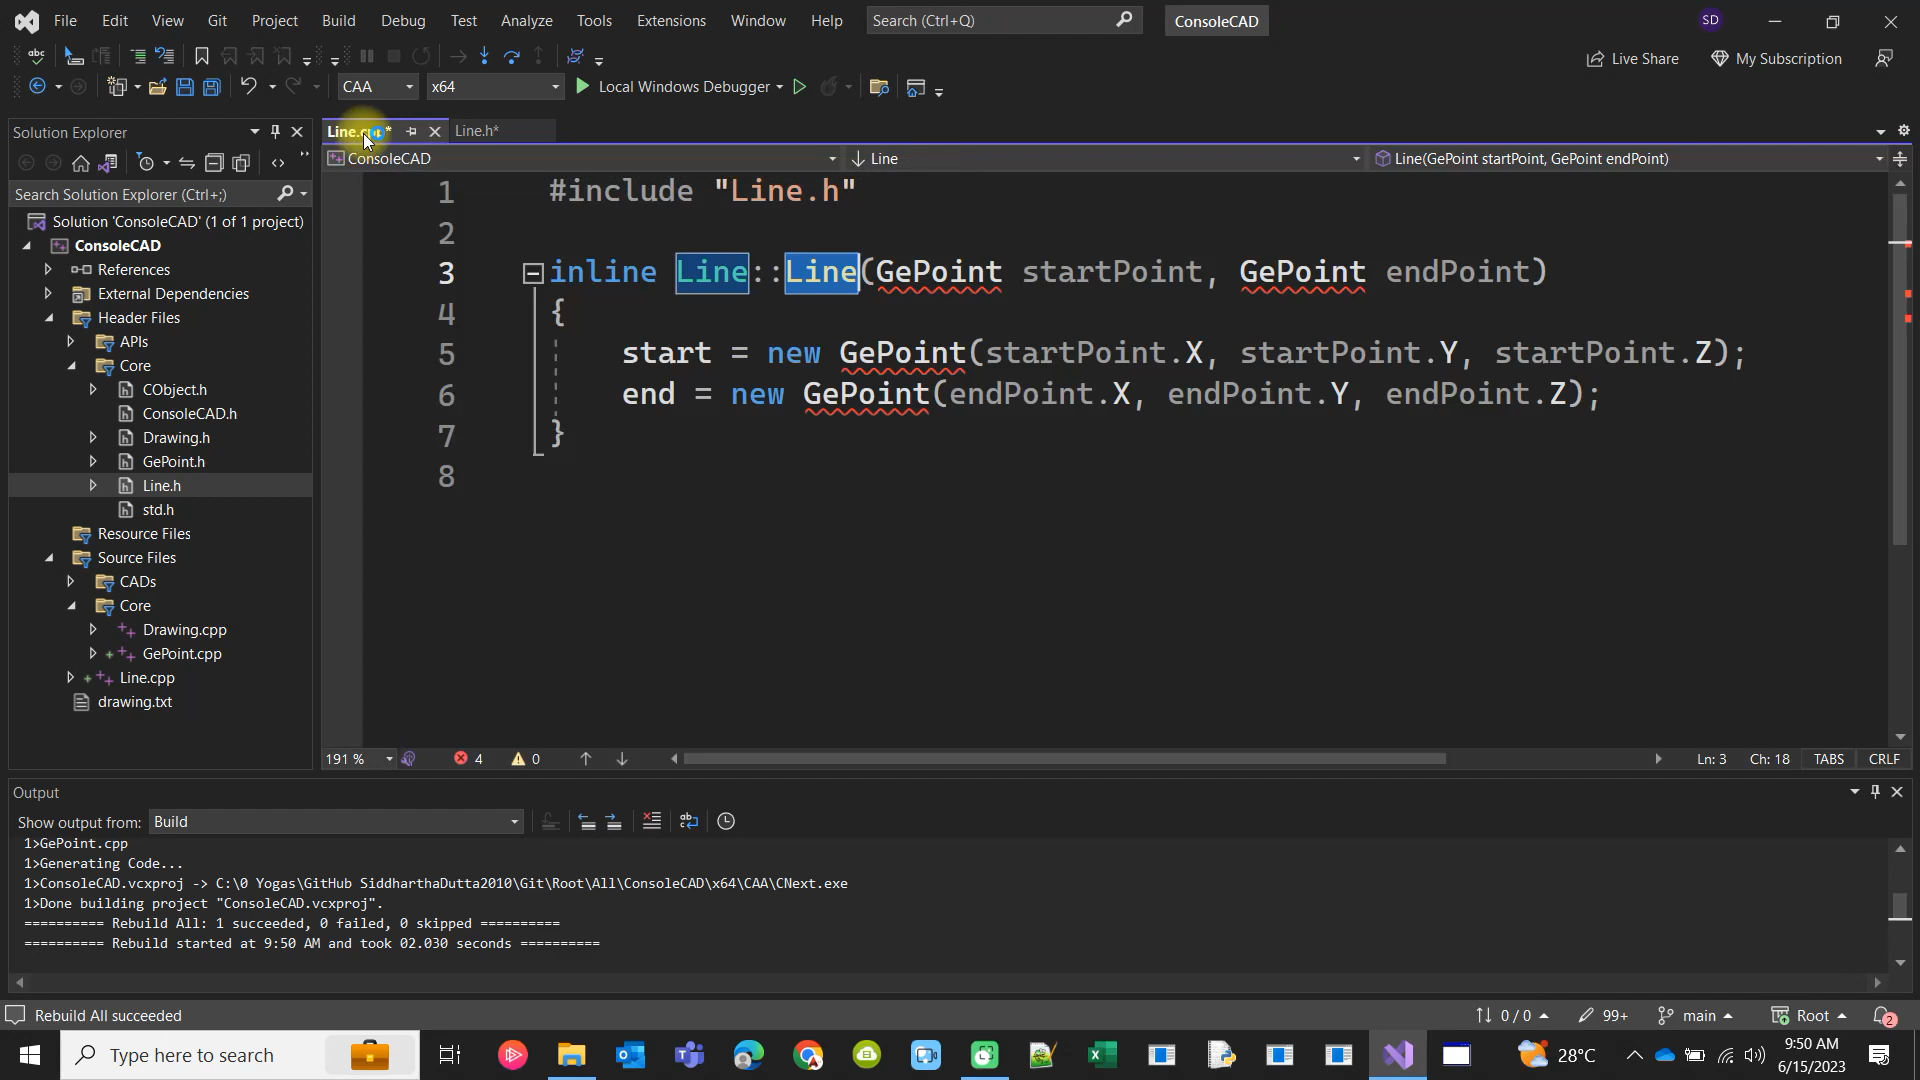 File Edit View Git Project Build Debug Test Analyze Tools Extensions Window Help Search (Ctrl+Q) ConsoleCAD SD
Live Share My Subscription
CAA x64 Local Windows Debugger
Solution Explorer
Line.h*
ConsoleCAD Line Line(GePoint startPoint, GePoint endPoint)
Search Solution Explorer (Ctrl+;)
Solution 'ConsoleCAD' (1 of 1 project)
ConsoleCAD
References
External Dependencies
Header Files
APIs
Core
CObject.h
ConsoleCAD.h
Drawing.h
GePoint.h
Line.h
std.h
Resource Files
Source Files
CADs
Core
Drawing.cpp
GePoint.cpp
Line.cpp
drawing.txt
1 #include "Line.h"
2
3 inline Line::Line(GePoint startPoint, GePoint endPoint)
4 {
5 start = new GePoint(startPoint.X, startPoint.Y, startPoint.Z);
6 end = new GePoint(endPoint.X, endPoint.Y, endPoint.Z);
7 }
8
191 % 4 0 Ln: 3 Ch: 18 TABS CRLF
Output
Show output from: Build
1>GePoint.cpp
1>Generating Code...
1>ConsoleCAD.vcxproj -> C:\0 Yogas\GitHub SiddharthaDutta2010\Git\Root\All\ConsoleCAD\x64\CAA\CNext.exe
1>Done building project "ConsoleCAD.vcxproj".
========== Rebuild All: 1 succeeded, 0 failed, 0 skipped ==========
========== Rebuild started at 9:50 AM and took 02.030 seconds ==========
Rebuild All succeeded 0 / 0 99+ main Root 2
Type here to search 28°C 9:50 AM
6/15/2023